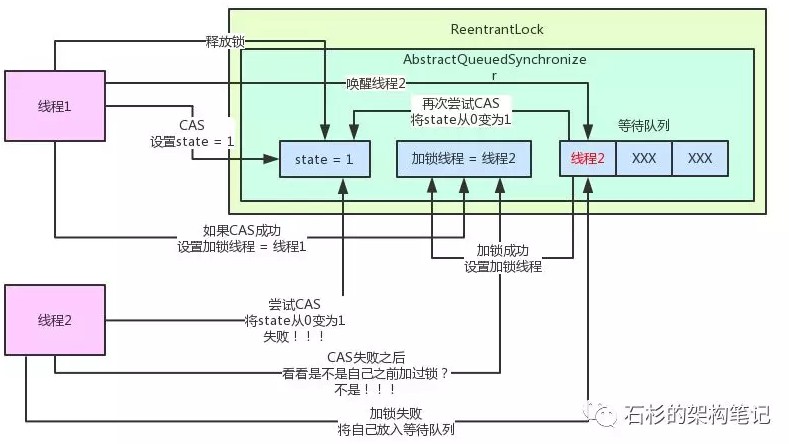 ReentrantLock
释放锁
AbstractQueuedSynchronize
r
线程1
唤醒线程2
再次尝试CAS
将state从0变为1
等待队列
CAS
设置state = 1
state = 1
加锁线程 = 线程2
线程2
XXX
XXX
如果CAS成功
设置加锁线程 = 线程1
加锁成功
设置加锁线程
线程2
尝试CAS
将state从0变为1
失败！！！
CAS失败之后
看看是不是自己之前加过锁？
不是！！！
加锁失败
将自己放入等待队列
石杉的架构笔记